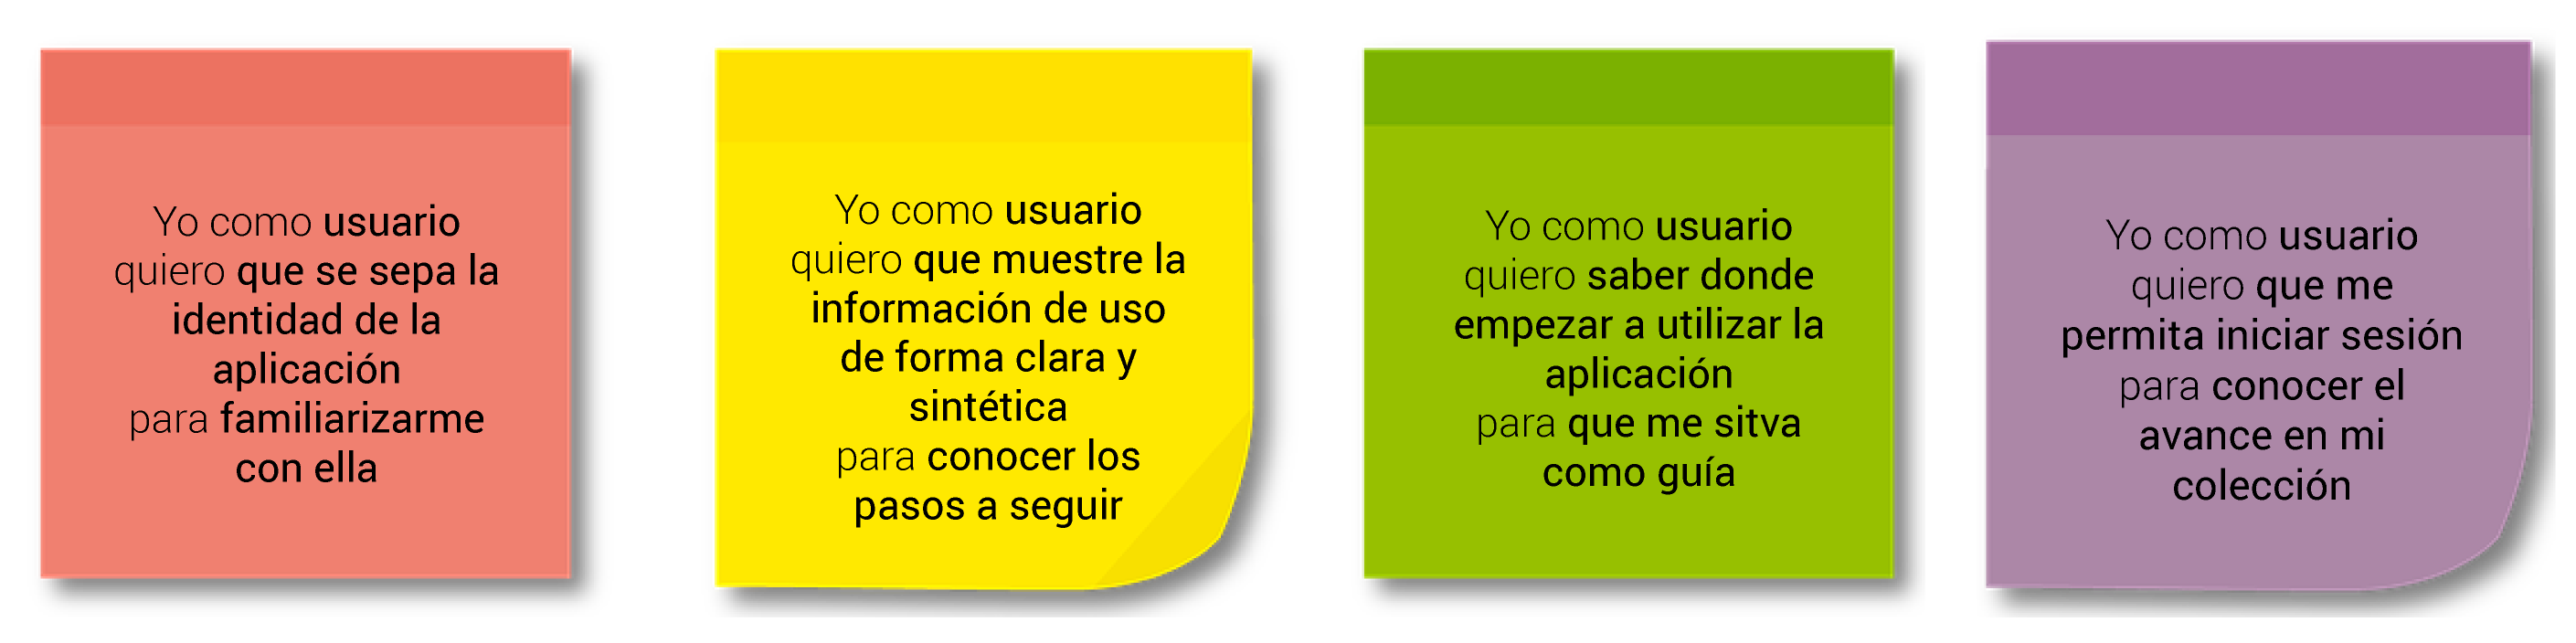 Yo como usuario
quiero que se sepa la
identidad de la
aplicación
para familiarizarme
con ella
Yo como usuario
quiero que muestre la
información de uso
de forma clara y
sintética
para conocer los
pasos a seguir
Yo como usuario
quiero saber donde
empezar a utilizar la
aplicación
para que me sitva
como guía
Yo como usuario
quiero que me
permita iniciar sesión
para conocer el
avance en mi
colección